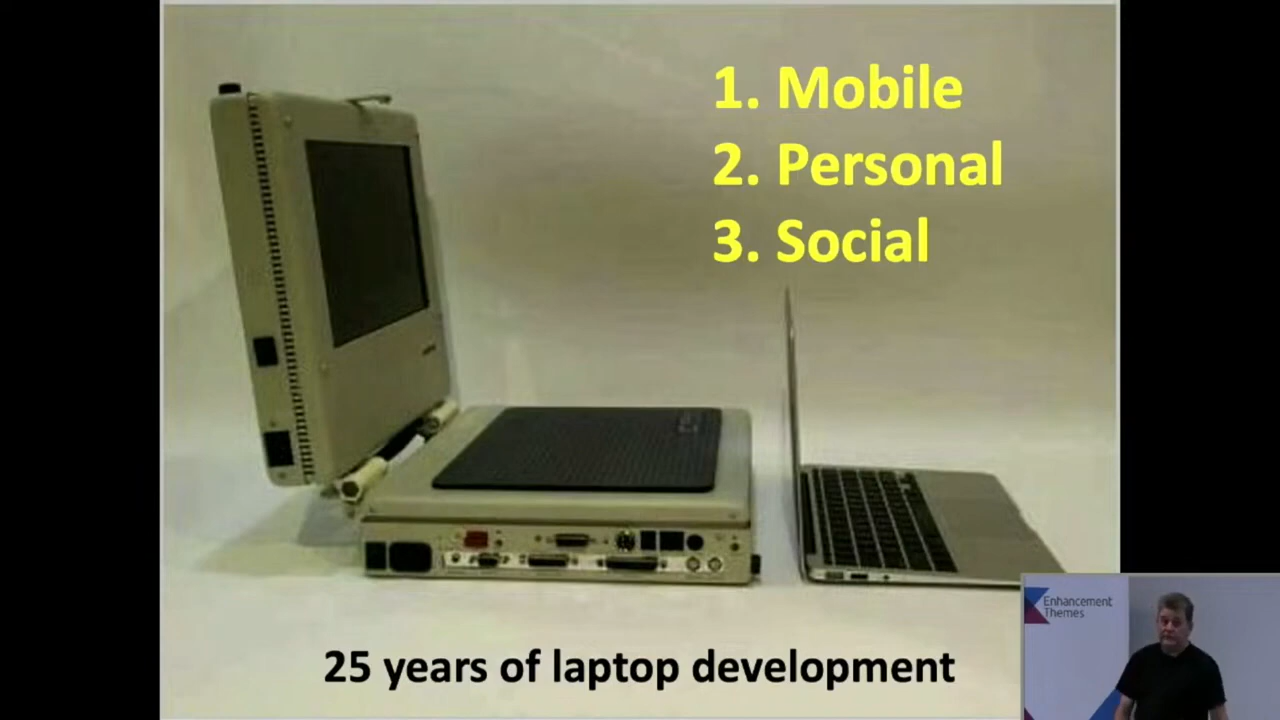 1. Mobile
2. Personal
3. Social
25 years of laptop development
Enhancement
Themes